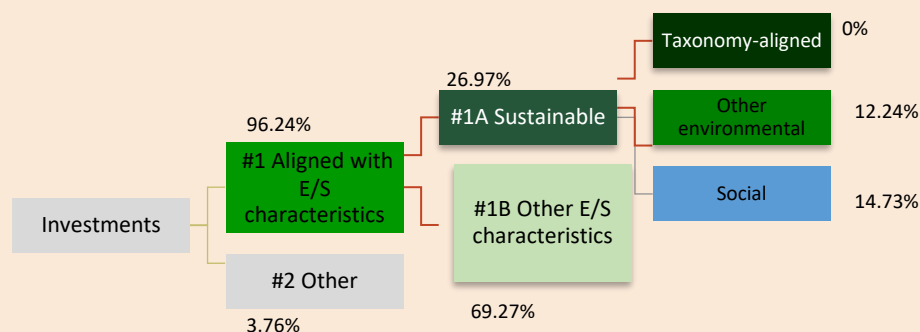 Taxonomy-aligned
0%
26.97%
#1A Sustainable
Other
environmental
12.24%
96.24%
#1 Aligned with
E/S
characteristics
Social
14.73%
#1B Other E/S
characteristics
Investments
#2 Other
3.76%
69.27%